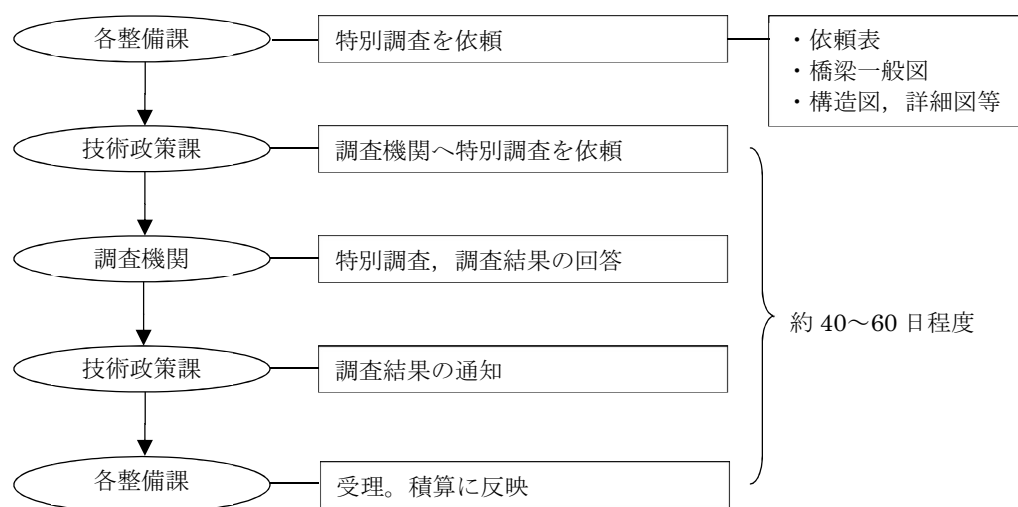 各整備課
特別調査を依頼
・依頼表
・橋梁一般図
・構造図，詳細図等
技術政策課
調査機関へ特別調査を依頼
調査機関
特別調査，調査結果の回答
約 40～60 日程度
技術政策課
調査結果の通知
各整備課
受理。積算に反映